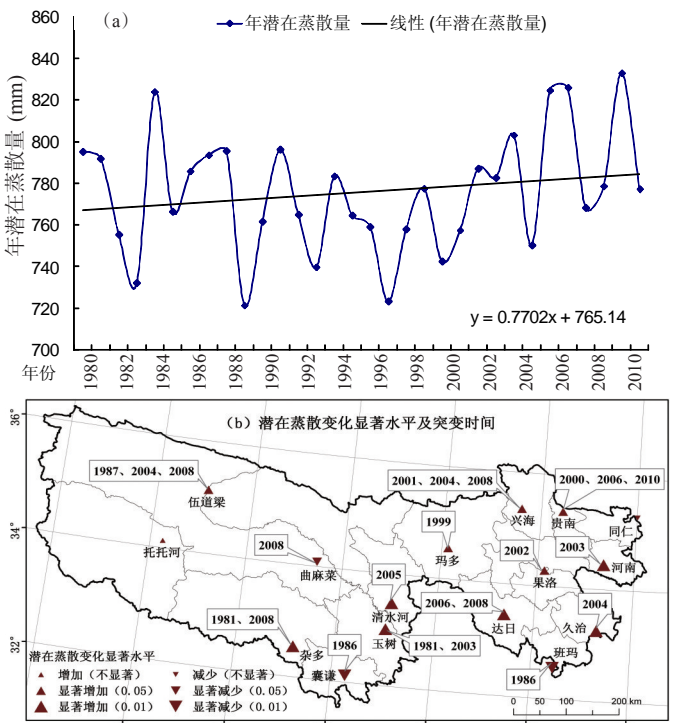 (a)
年潜在蒸散量
线性 (年潜在蒸散量)
年潜在蒸散量 (mm)
860
840
820
800
780
760
740
720
700
y = 0.7702x + 765.14
年份
1980
1982
1984
1986
1988
1990
1992
1994
1996
1998
2000
2002
2004
2006
2008
2010
(b) 潜在蒸散变化显著水平及突变时间
36°
34°
32°
1987、2004、2008
伍道梁
2001、2004、2008
兴海
2000、2006、2010
贵南
同仁
托托河
2008
曲麻菜
1999
玛多
2002
果洛
2003
河南
2005
清水河
2006、2008
达日
2004
久治
1981、2008
杂多
玉树
1981、2003
1986
囊谦
班玛
1986
潜在蒸散变化显著水平
增加（不显著）
减少（不显著）
显著增加（0.05）
显著减少（0.05）
显著增加（0.01）
显著减少（0.01）
0 50 100 200 km